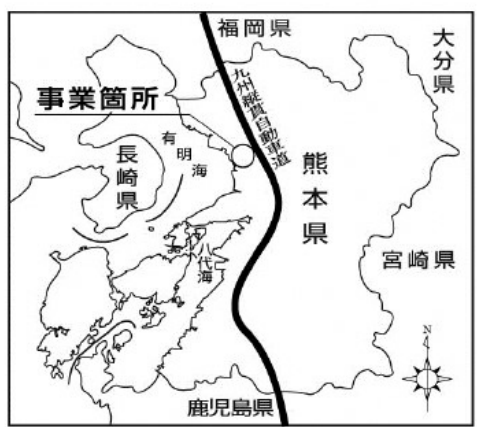 福岡県
大分県
事業箇所
九州縦貫自動車道
有明海
長崎県
熊本県
八代海
宮崎県
N
鹿児島県